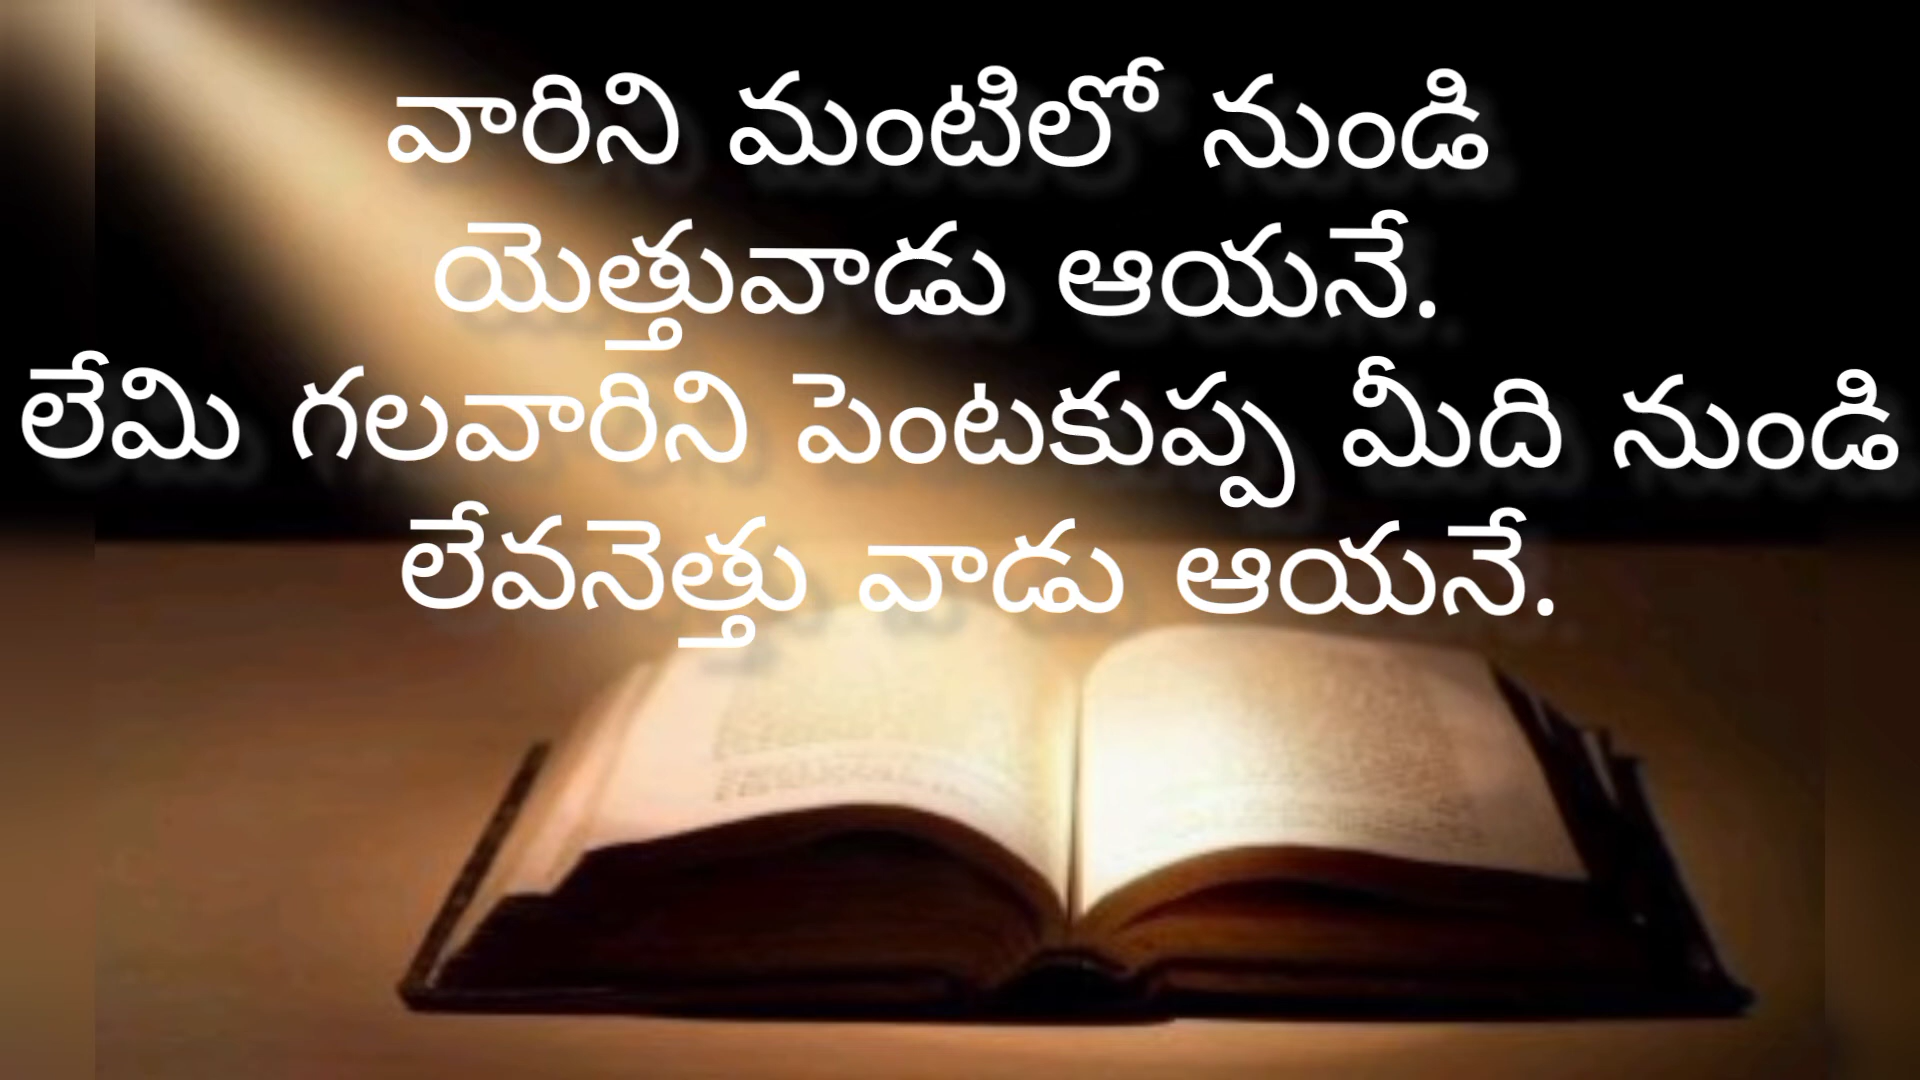 వారిని మంటిలో నుండి
యెత్తువాడు ఆయనే.
లేమి గలవారిని పెంటకుప్ప మీది నుండి
లేవనెత్తు వాడు ఆయనే.